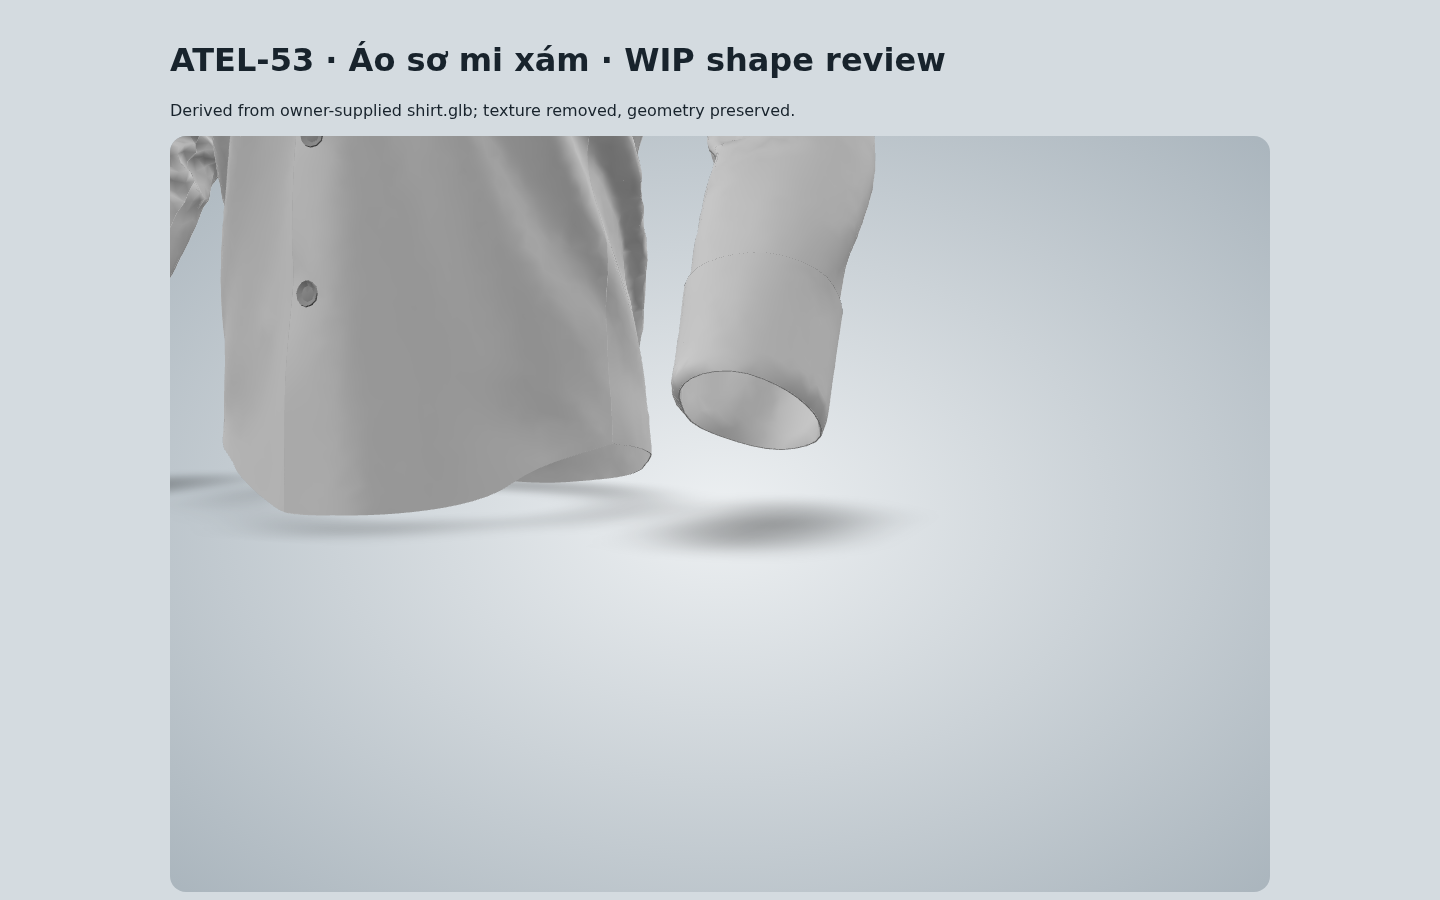 ATEL-53 · Áo sơ mi xám · WIP shape review
Derived from owner-supplied shirt.glb; texture removed, geometry preserved.